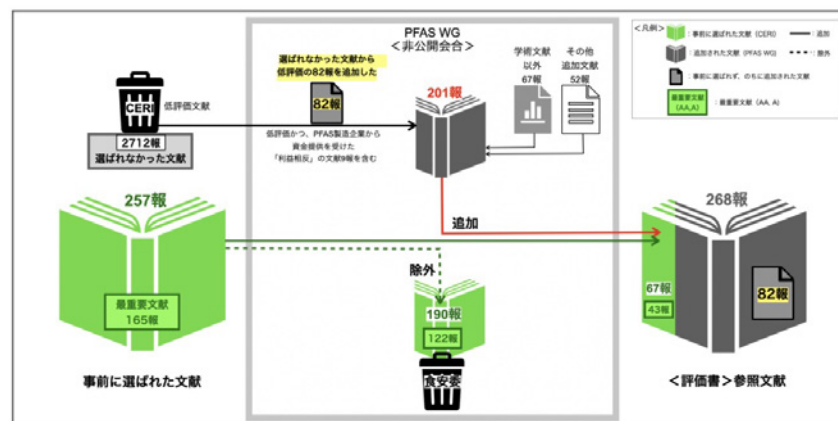 PFAS WG
＜非公開会合＞
選ばれなかった文献から
低評価の82報を追加した
82報
低評価かつ、PFAS製造企業から
資金提供を受けた
「利益相反」の文献9報を含む
CERI
低評価文献
2712報
選ばれなかった文献
201報
学術文献
以外
67報
その他
追加文献
52報
＜凡例＞
：事前に選ばれた文献（CERI）
：追加された文献（PFAS WG）
：追加
：除外
：事前に選ばれず、のちに追加された文献
最重要文献
（AA,A）
：最重要文献（AA, A）
257報
最重要文献
165報
事前に選ばれた文献
追加
除外
190報
122報
食安委
268報
67報
43報
82報
＜評価書＞参照文献